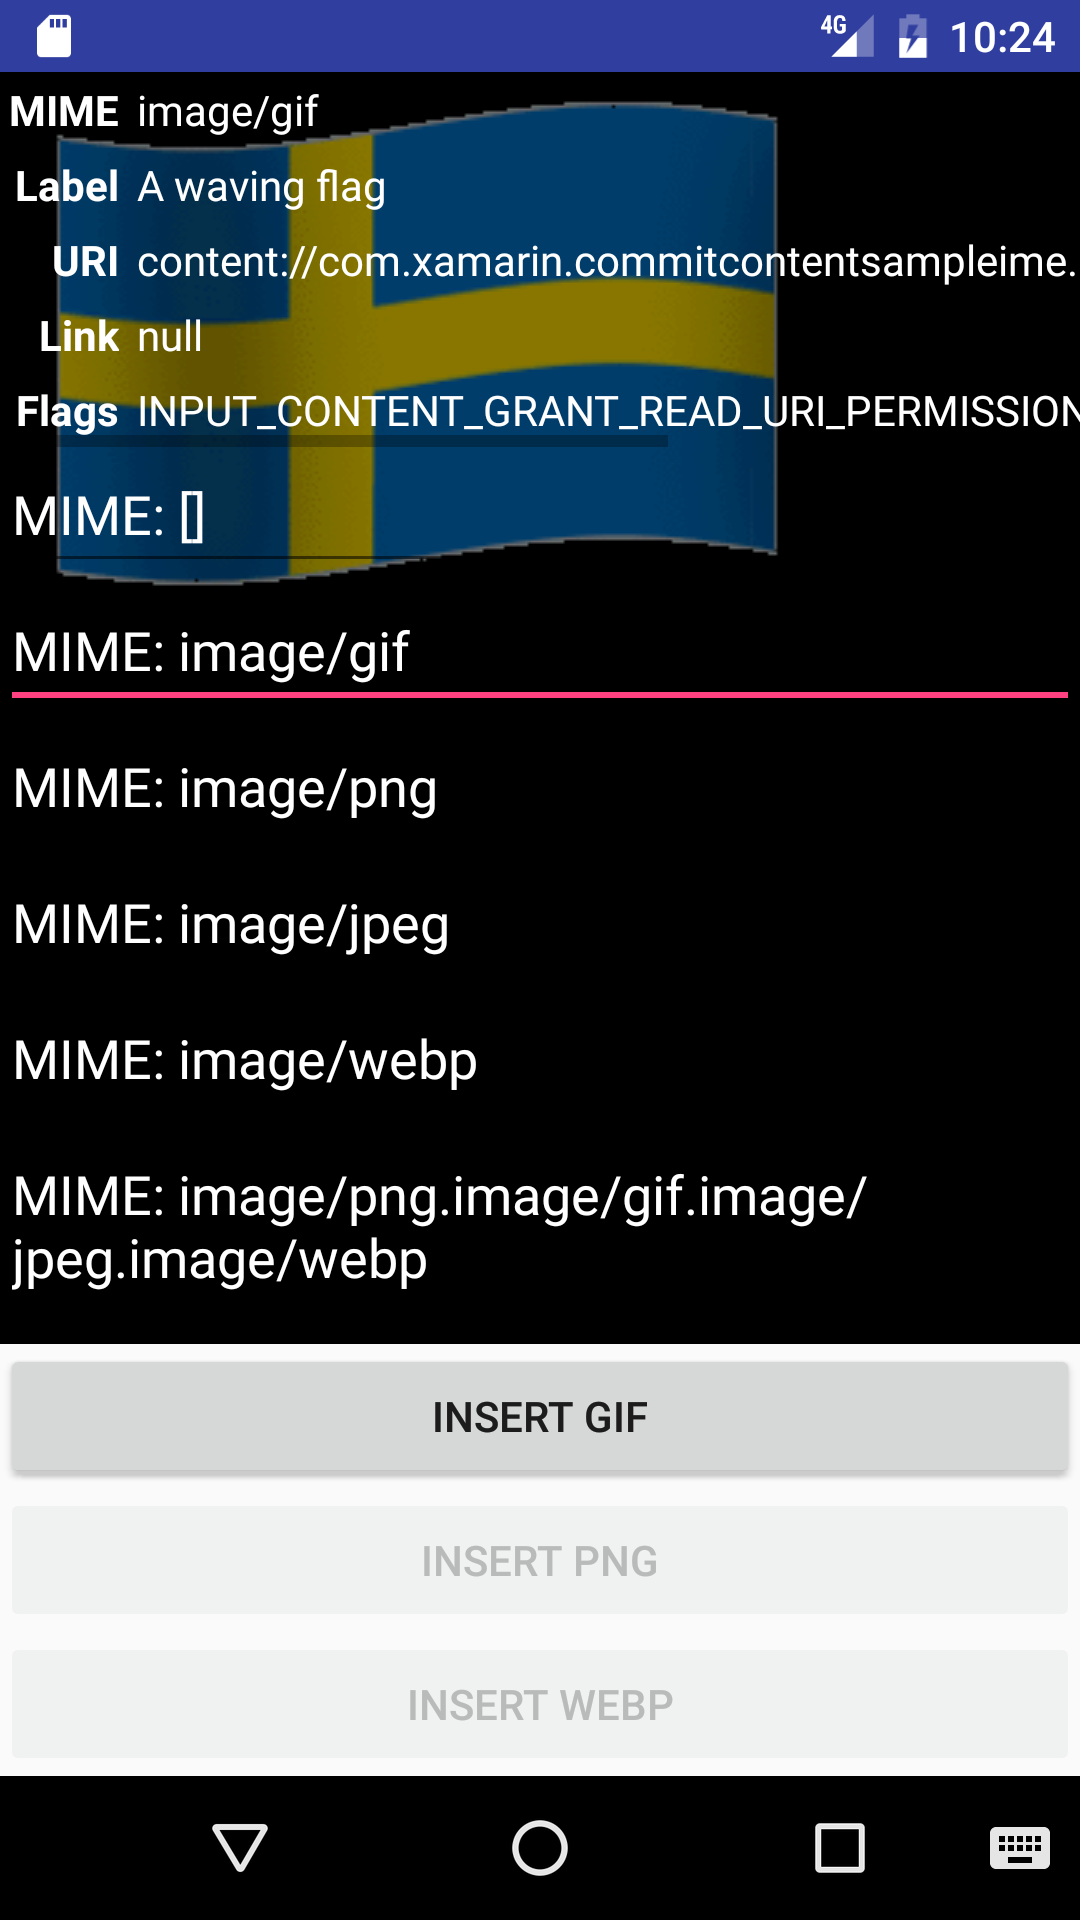 4G 10:24
MIME image/gif
Label A waving flag
URI content://com.xamarin.commitcontentsampleime.
Link null
Flags INPUT_CONTENT_GRANT_READ_URI_PERMISSION
MIME: []
MIME: image/gif
MIME: image/png
MIME: image/jpeg
MIME: image/webp
MIME: image/png.image/gif.image/
jpeg.image/webp
INSERT GIF
INSERT PNG
INSERT WEBP